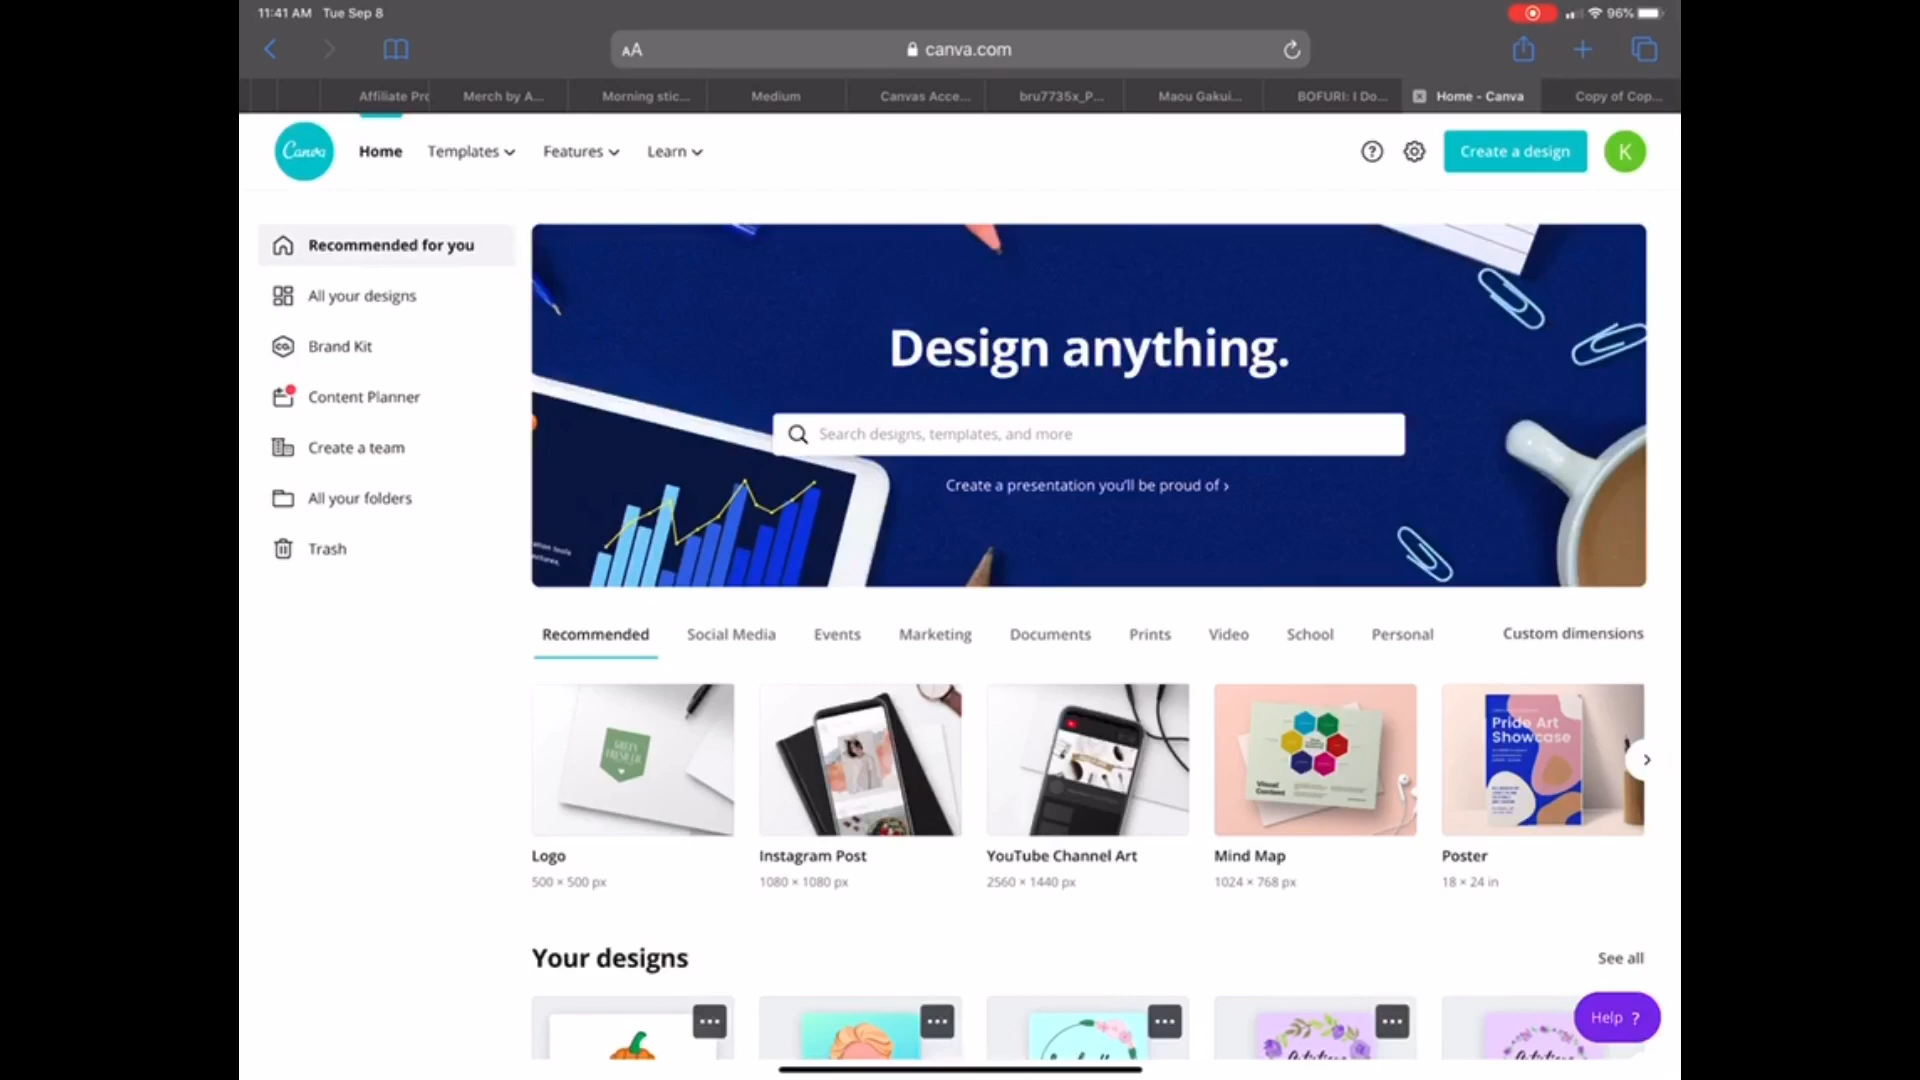 11:41 AM Tue Sep 8
96%
AA
canva.com
Affiliate Pro
Merch by A...
Morning stic...
Medium
Canvas Acce...
bru7735x_P...
Maou Gakui...
BOFURI: I Do...
Home - Canva
Copy of Cop...
Canva
Home
Templates
Features
Learn
?
Create a design
K
Recommended for you
All your designs
Brand Kit
CO.
Content Planner
Create a team
All your folders
Trash
Design anything.
Search designs, templates, and more
Create a presentation you'll be proud of ›
Recommended
Social Media
Events
Marketing
Documents
Prints
Video
School
Personal
Custom dimensions
Visual
Content
Pride Art
Showcase
Logo
500 × 500 px
Instagram Post
1080 × 1080 px
YouTube Channel Art
2560 × 1440 px
Mind Map
1024 × 768 px
Poster
18 × 24 in
Your designs
See all
Help ?